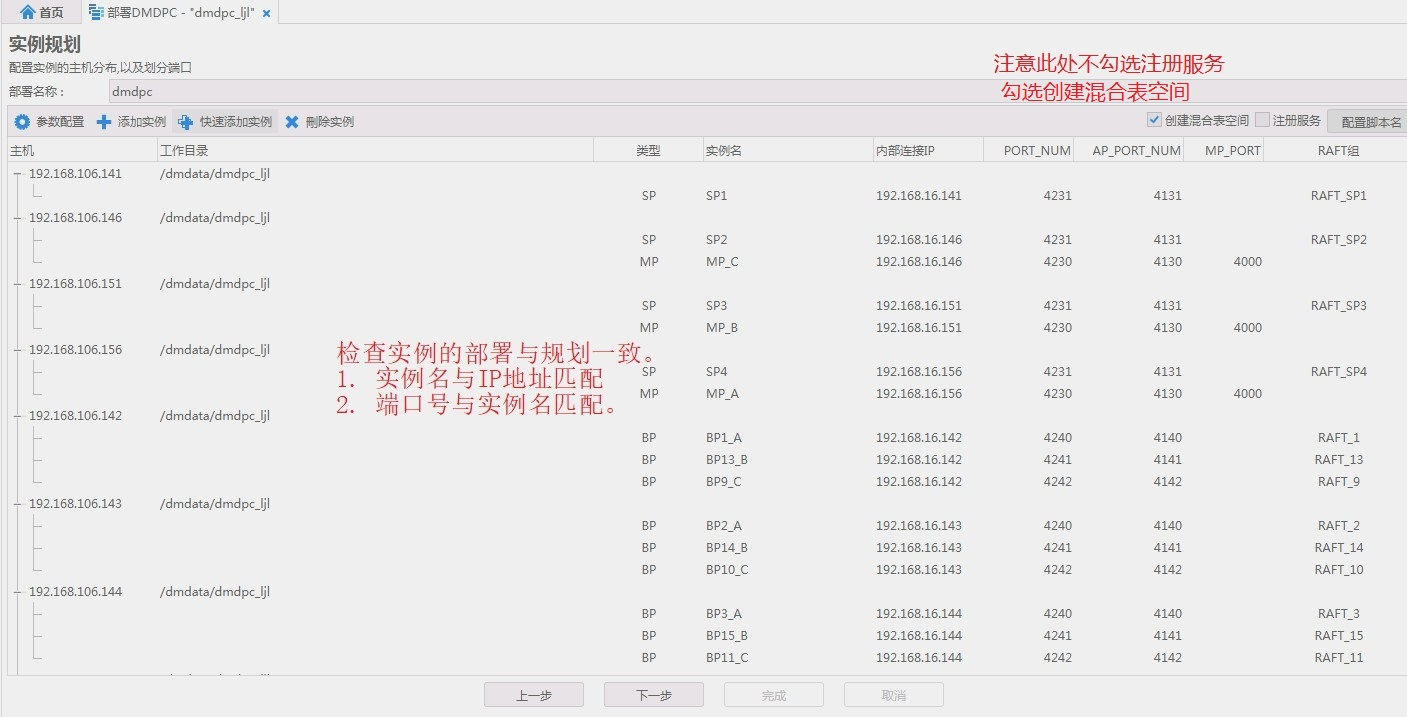 首页 部署DMDPC - "dmdpc_ljl"
实例规划
配置实例的主机分布,以及划分端口
注意此处不勾选注册服务
部署名称： dmdpc
勾选创建混合表空间
参数配置 添加实例 快速添加实例 删除实例 创建混合表空间 注册服务 配置脚本名
主机 工作目录 类型 实例名 内部连接IP PORT_NUM AP_PORT_NUM MP_PORT RAFT组
192.168.106.141 /dmdata/dmdpc_ljl
SP SP1 192.168.16.141 4231 4131 RAFT_SP1
192.168.106.146 /dmdata/dmdpc_ljl
SP SP2 192.168.16.146 4231 4131 RAFT_SP2
MP MP_C 192.168.16.146 4230 4130 4000
192.168.106.151 /dmdata/dmdpc_ljl
SP SP3 192.168.16.151 4231 4131 RAFT_SP3
MP MP_B 192.168.16.151 4230 4130 4000
192.168.106.156 /dmdata/dmdpc_ljl
检查实例的部署与规划一致。
SP SP4 192.168.16.156 4231 4131 RAFT_SP4
1. 实例名与IP地址匹配
MP MP_A 192.168.16.156 4230 4130 4000
2. 端口号与实例名匹配。
192.168.106.142 /dmdata/dmdpc_ljl
BP BP1_A 192.168.16.142 4240 4140 RAFT_1
BP BP13_B 192.168.16.142 4241 4141 RAFT_13
BP BP9_C 192.168.16.142 4242 4142 RAFT_9
192.168.106.143 /dmdata/dmdpc_ljl
BP BP2_A 192.168.16.143 4240 4140 RAFT_2
BP BP14_B 192.168.16.143 4241 4141 RAFT_14
BP BP10_C 192.168.16.143 4242 4142 RAFT_10
192.168.106.144 /dmdata/dmdpc_ljl
BP BP3_A 192.168.16.144 4240 4140 RAFT_3
BP BP15_B 192.168.16.144 4241 4141 RAFT_15
BP BP11_C 192.168.16.144 4242 4142 RAFT_11
上一步 下一步 完成 取消